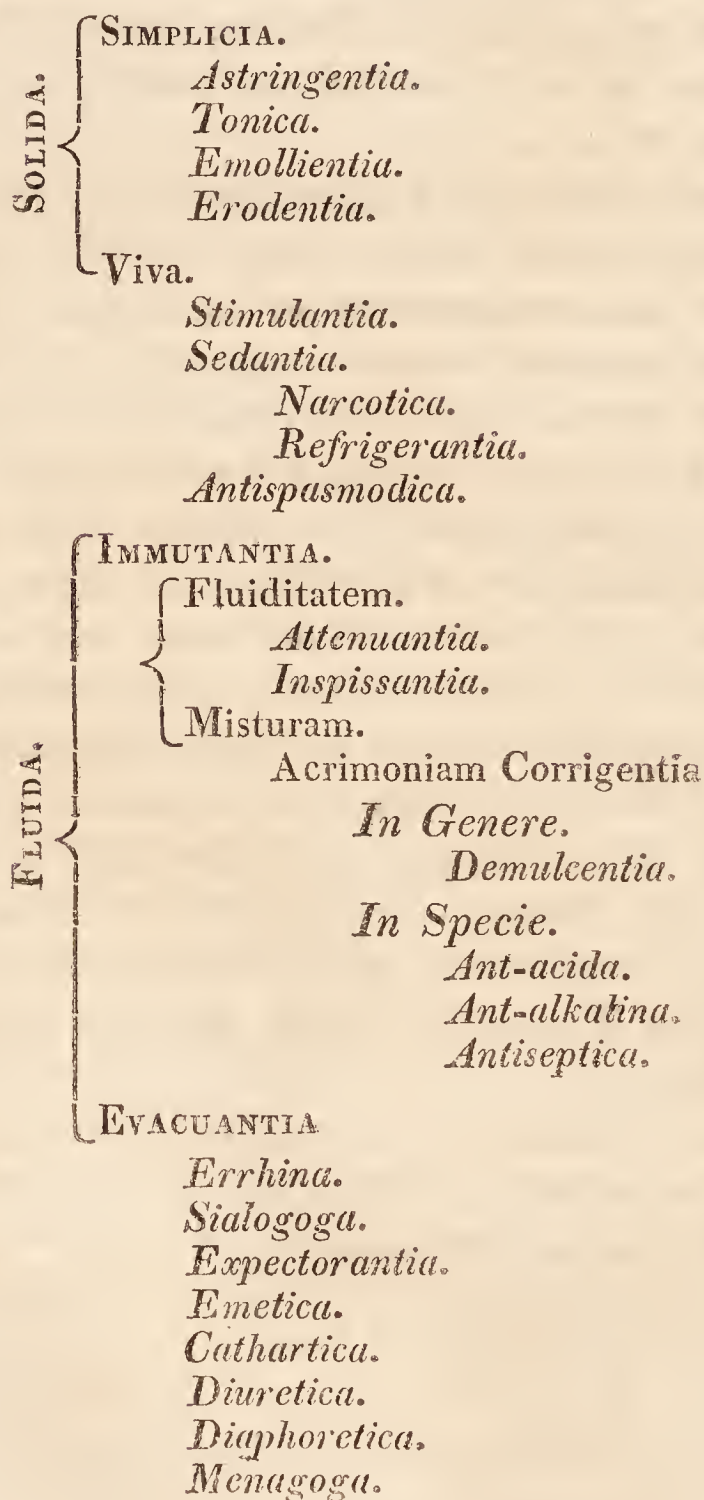 SOLIDA.
SIMPLICIA.
Astringentia.
Tonica.
Emollientia.
Erodentia.
Viva.
Stimulantia.
Sedantia.
Narcotica.
Refrigerantia.
Antispasmodica.
FLUIDA.
IMMUTANTIA.
Fluiditatem.
Attenuantia.
Inspissantia.
Misturam.
Acrimoniam Corrigentia
In Genere.
Demulcentia.
In Specie.
Ant-acida.
Ant-alkalina.
Antiseptica.
EVACUANTIA
Errhina.
Sialogoga.
Expectorantia.
Emetica.
Cathartica.
Diuretica.
Diaphoretica.
Menagoga.